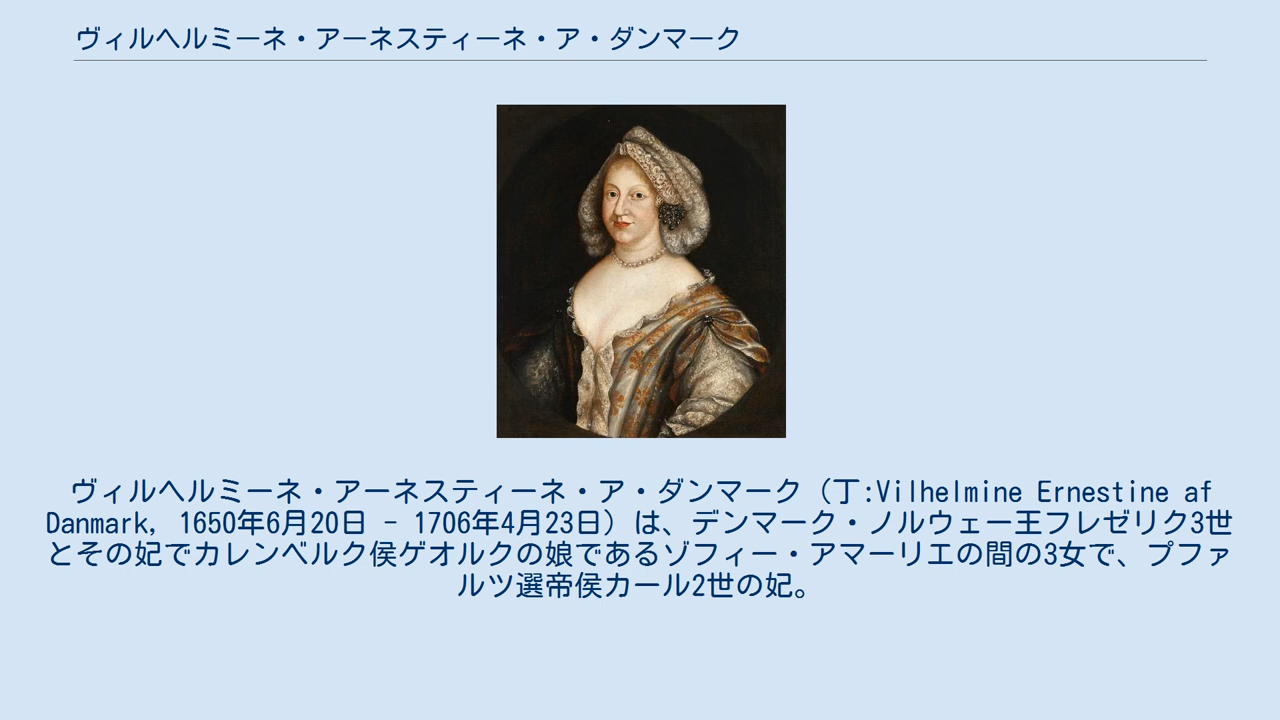 ヴィルヘルミーネ・アーネスティーネ・ア・ダンマーク
ヴィルヘルミーネ・アーネスティーネ・ア・ダンマーク（丁:Vilhelmine Ernestine af
Danmark, 1650年6月20日 - 1706年4月23日）は、デンマーク・ノルウェー王フレゼリク3世
とその妃でカレンベルク侯ゲオルクの娘であるゾフィー・アマーリエの間の3女で、プファ
ルツ選帝侯カール2世の妃。